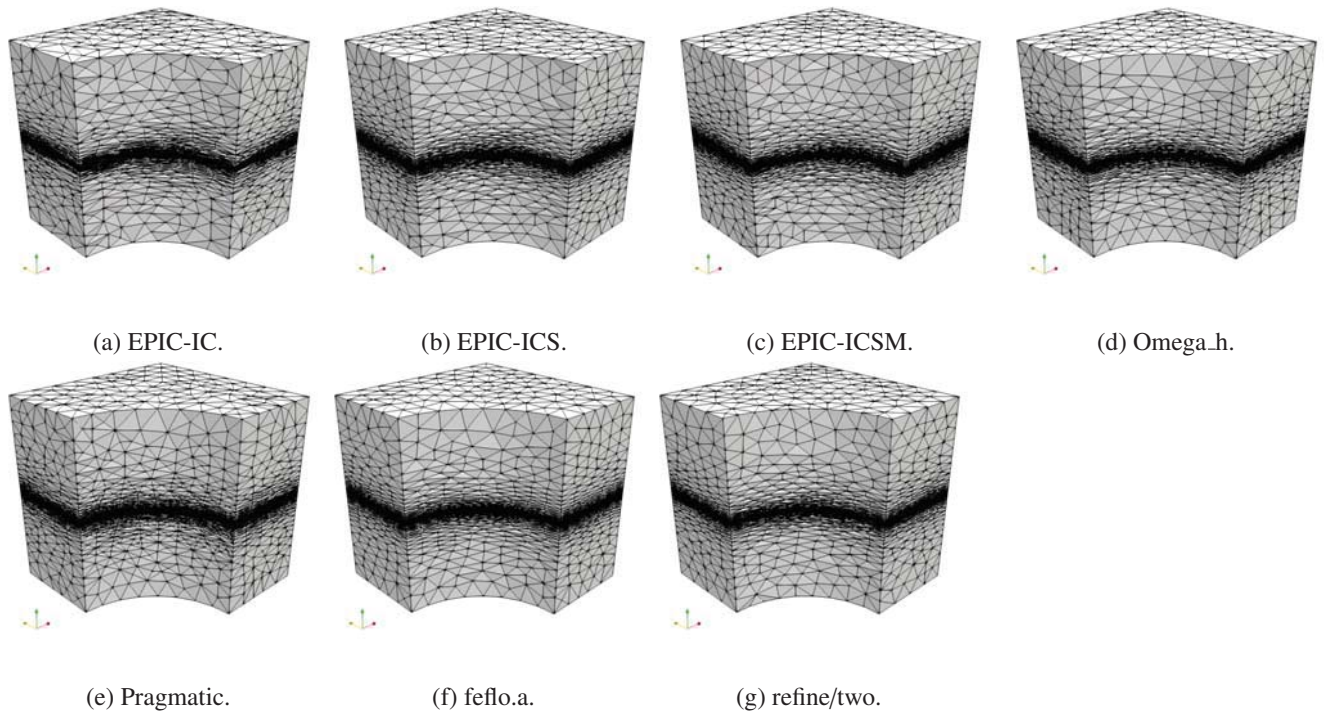 (a) EPIC-IC.
(b) EPIC-ICS.
(c) EPIC-ICSM.
(d) Omega_h.
(e) Pragmatic.
(f) feflo.a.
(g) refine/two.